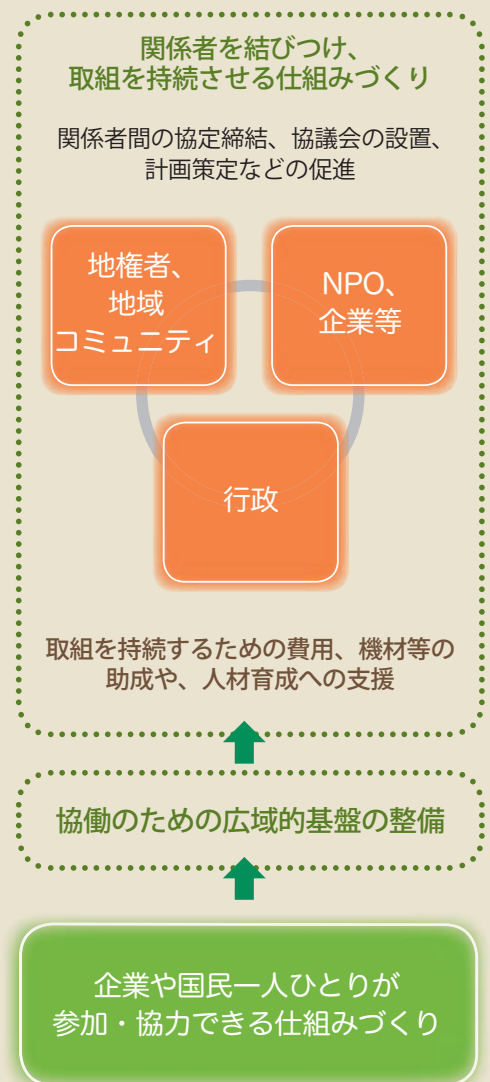 関係者を結びつけ、
取組を持続させる仕組みづくり
関係者間の協定締結、協議会の設置、
計画策定などの促進
地権者、
地域
コミュニティ
NPO、
企業等
行政
取組を持続するための費用、機材等の
助成や、人材育成への支援
協働のための広域的基盤の整備
企業や国民一人ひとりが
参加・協力できる仕組みづくり